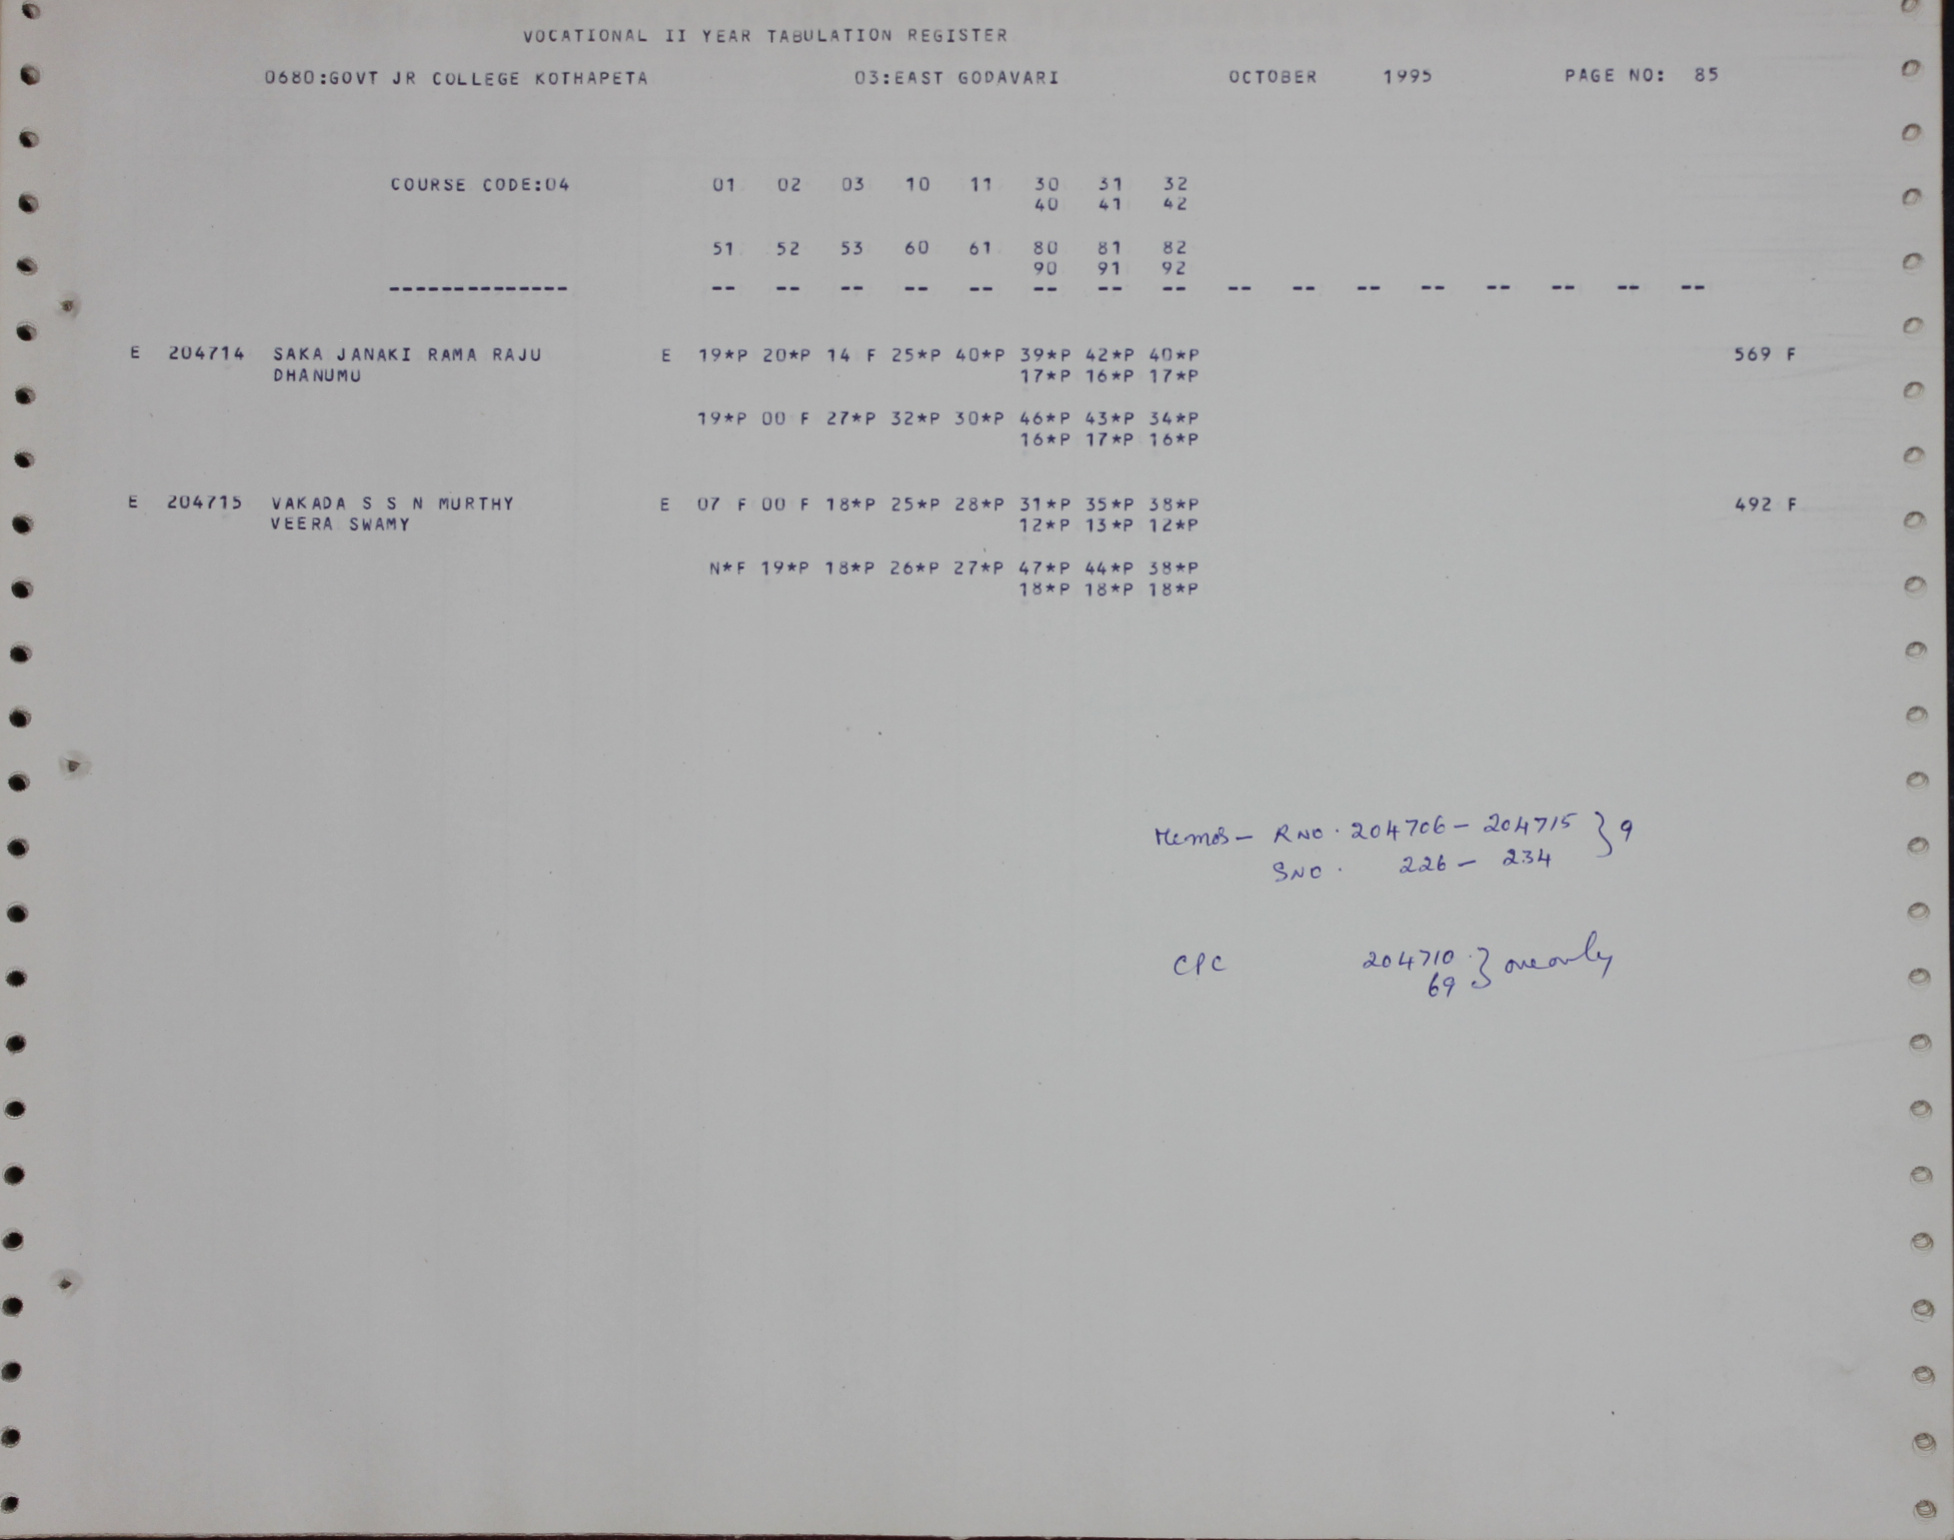 VOCATIONAL II YEAR TABULATION REGISTER
0680:GOVT JR COLLEGE KOTHAPETA 03:EAST GODAVARI OCTOBER 1995 PAGE NO: 85
COURSE CODE:04 01 02 03 10 11 30 31 32
40 41 42
51 52 53 60 61 80 81 82
90 91 92
-------------- -- -- -- -- -- -- -- -- -- -- -- -- -- -- -- --
E 204714 SAKA JANAKI RAMA RAJU E 19*P 20*P 14 F 25*P 40*P 39*P 42*P 40*P 569 F
DHANUMU 17*P 16*P 17*P
19*P 00 F 27*P 32*P 30*P 46*P 43*P 34*P
16*P 17*P 16*P
E 204715 VAKADA S S N MURTHY E 07 F 00 F 18*P 25*P 28*P 31*P 35*P 38*P 492 F
VEERA SWAMY 12*P 13*P 12*P
N*F 19*P 18*P 26*P 27*P 47*P 44*P 38*P
18*P 18*P 18*P
Memos - R NO. 204706 - 204715 } 9
SNO. 226 - 234
CPC 204710 } one only
69